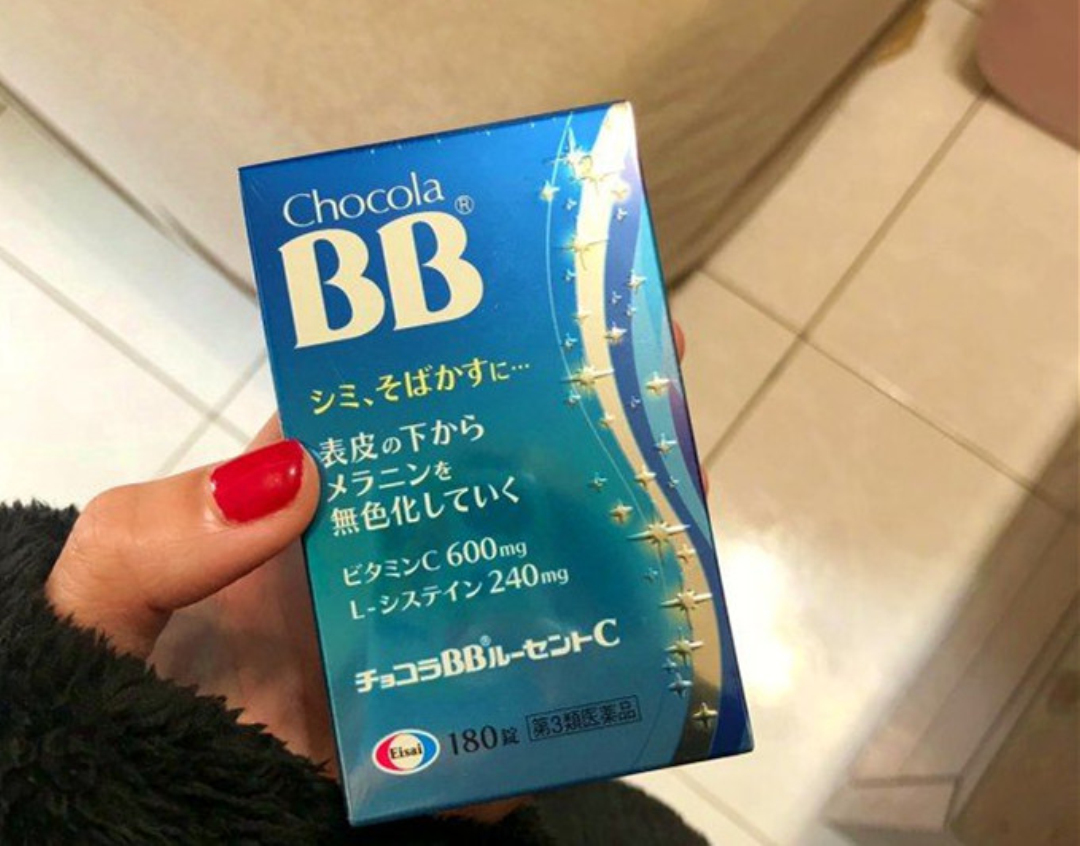 Chocola
BB®
シミ、そばかすに…
表皮の下から
メラニンを
無色化していく
ビタミンC 600mg
L-システイン 240mg
チョコラBB®ルーセントC
Eisai 180錠 第3類医薬品